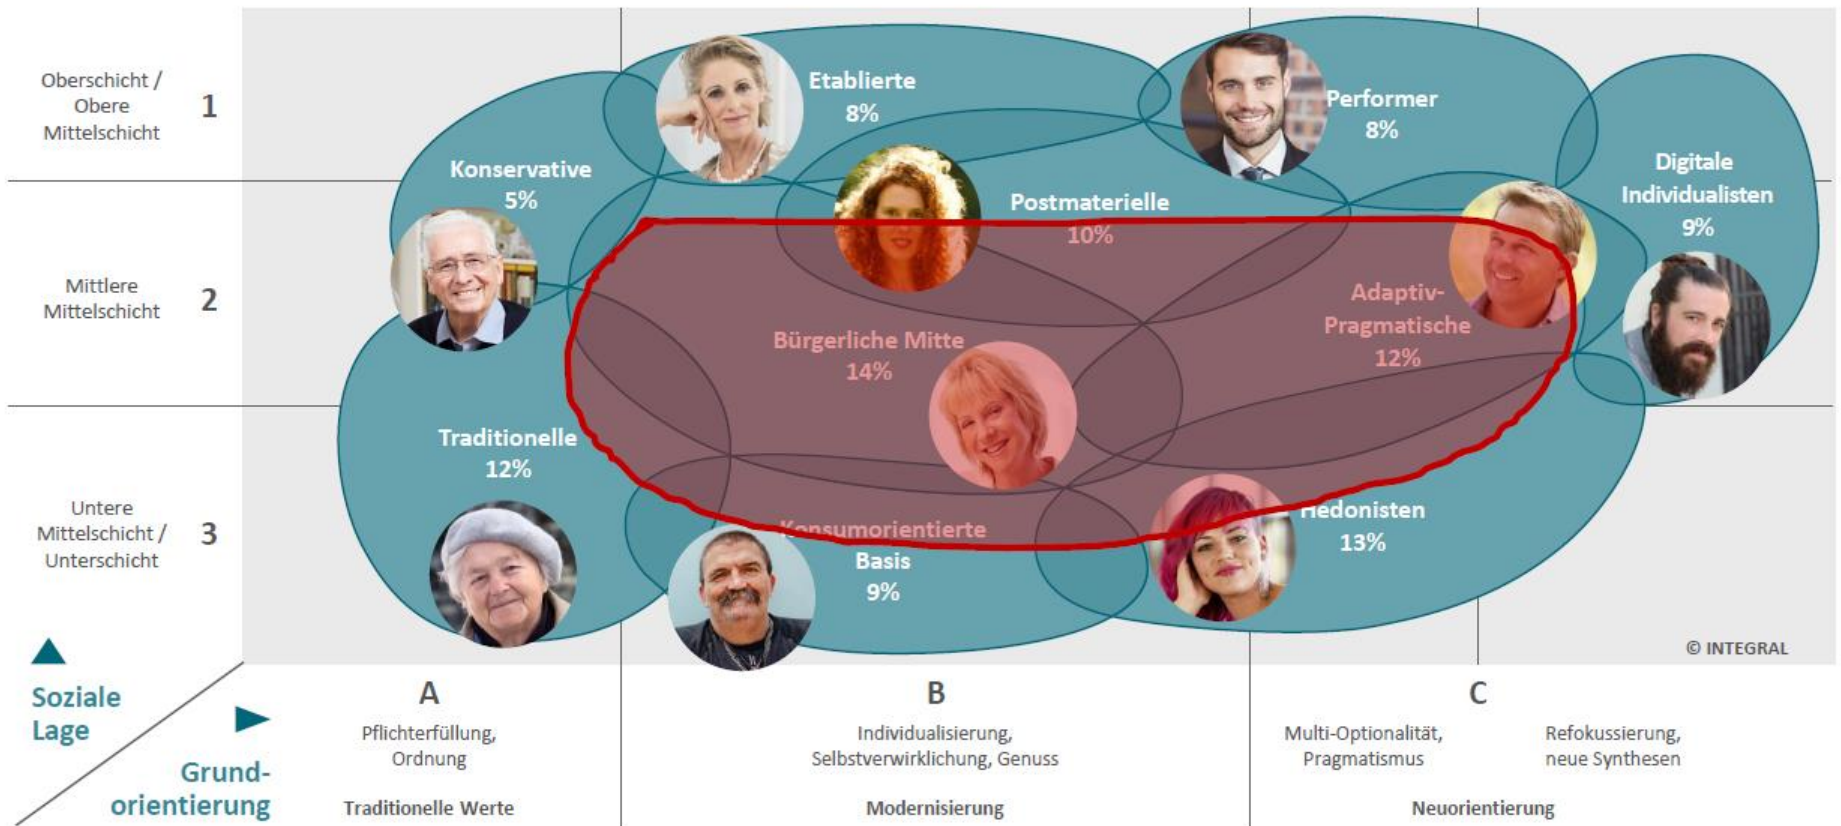 Oberschicht /
Obere
Mittelschicht
1
Mittlere
Mittelschicht
2
Untere
Mittelschicht /
Unterschicht
3
Konservative
5%
Etablierte
8%
Performer
8%
Digitale
Individualisten
9%
Postmaterielle
10%
Adaptiv-
Pragmatische
12%
Bürgerliche Mitte
14%
Traditionelle
12%
Konsumorientierte
Basis
9%
Hedonisten
13%
© INTEGRAL
Soziale
Lage
Grund-
orientierung
A
Pflichterfüllung,
Ordnung
Traditionelle Werte
B
Individualisierung,
Selbstverwirklichung, Genuss
Modernisierung
C
Multi-Optionalität,
Pragmatismus
Refokussierung,
neue Synthesen
Neuorientierung